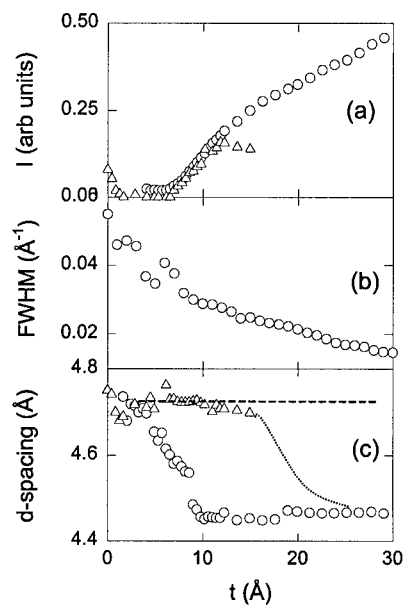 0.50
0.25
0.00
I (arb units)
(a)
0.04
0.02
FWHM (Å⁻¹)
(b)
4.8
4.6
4.4
d-spacing (Å)
(c)
0 10 20 30
t (Å)